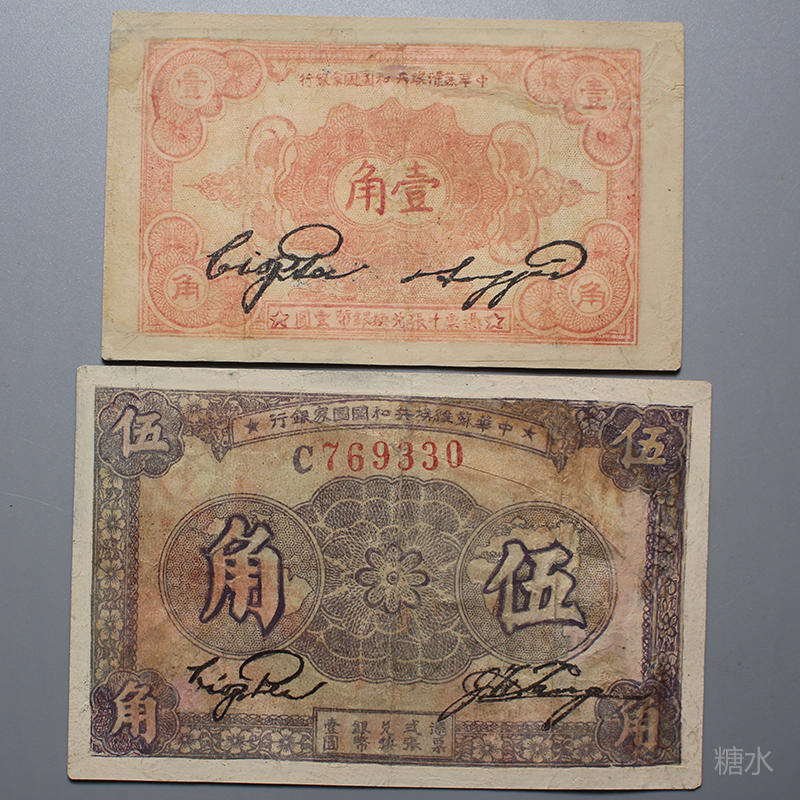 中華蘇維埃共和國國家銀行
壹 壹
壹角
角 角
憑票十張兌換銀幣壹圓
中華蘇維埃共和國國家銀行
伍 伍
C769330
伍角
角 角
憑票弍張兌換銀幣壹圓
糖水